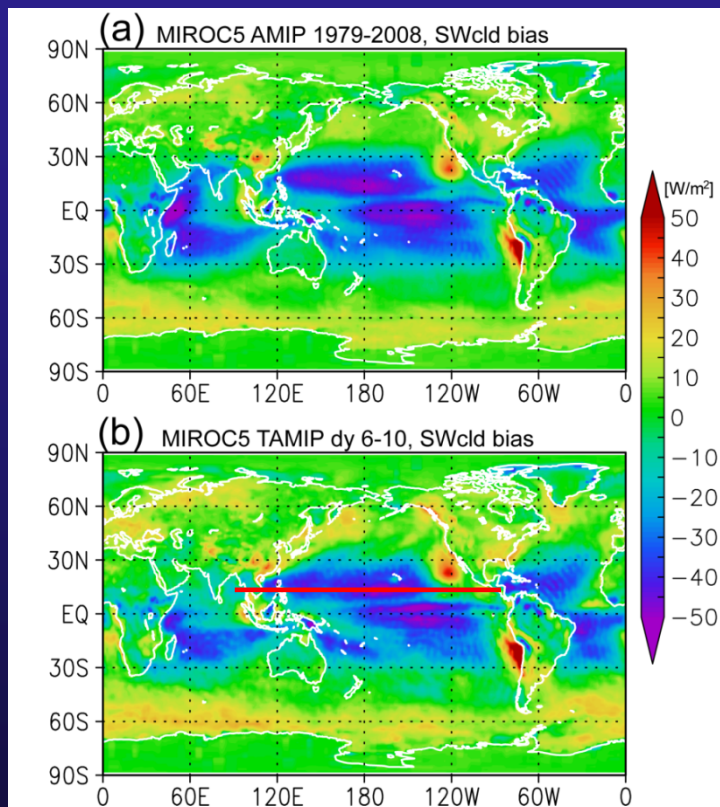 (a) MIROC5 AMIP 1979-2008, SWcld bias
90N
60N
30N
EQ
30S
60S
90S
0 60E 120E 180 120W 60W 0
(b) MIROC5 TAMIP dy 6-10, SWcld bias
90N
60N
30N
EQ
30S
60S
90S
0 60E 120E 180 120W 60W 0
[W/m²]
50
40
30
20
10
0
−10
−20
−30
−40
−50